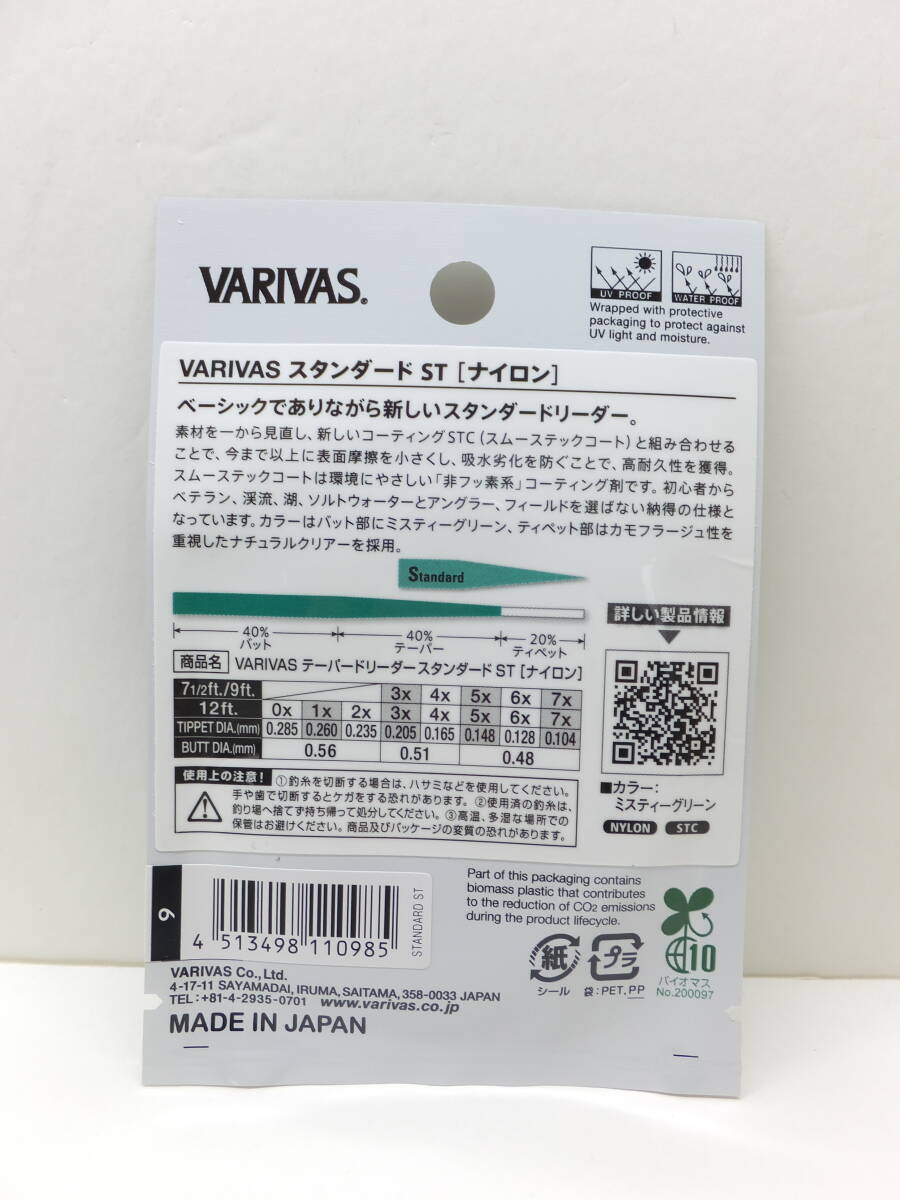 VARIVAS®
UV PROOF
WATER PROOF
Wrapped with protective
packaging to protect against
UV light and moisture.
VARIVAS スタンダード ST [ナイロン]
ベーシックでありながら新しいスタンダードリーダー。
素材を一から見直し、新しいコーティングSTC(スムーステックコート)と組み合わせる
ことで、今まで以上に表面摩擦を小さくし、吸水劣化を防ぐことで、高耐久性を獲得。
スムーステックコートは環境にやさしい「非フッ素系」コーティング剤です。初心者から
ベテラン、渓流、湖、ソルトウォーターとアングラー、フィールドを選ばない納得の仕様と
なっています。カラーはバット部にミスティーグリーン、ティペット部はカモフラージュ性を
重視したナチュラルクリアーを採用。
Standard
40% 40% 20%
バット テーパー ティペット
商品名 VARIVAS テーパードリーダースタンダード ST [ナイロン]
7 1/2ft./9ft. 3x 4x 5x 6x 7x
12ft. 0x 1x 2x 3x 4x 5x 6x 7x
TIPPET DIA.(mm) 0.285 0.260 0.235 0.205 0.165 0.148 0.128 0.104
BUTT DIA.(mm) 0.56 0.51 0.48
詳しい製品情報
■カラー:
ミスティーグリーン
NYLON STC
使用上の注意! ①釣糸を切断する場合は、ハサミなどを使用してください。
手や歯で切断するとケガをする恐れがあります。②使用済の釣糸は、
釣り場へ捨てず持ち帰って処分してください。③高温、多湿な場所での
保管はお避けください。商品及びパッケージの変質の恐れがあります。
9
4 513498 110985
STANDARD ST
Part of this packaging contains
biomass plastic that contributes
to the reduction of CO2 emissions
during the product lifecycle.
紙
シール
プラ
袋:PET,PP
10
バイオマス
No.200097
VARIVAS Co., Ltd.
4-17-11 SAYAMADAI, IRUMA, SAITAMA, 358-0033 JAPAN
TEL:+81-4-2935-0701 www.varivas.co.jp
MADE IN JAPAN